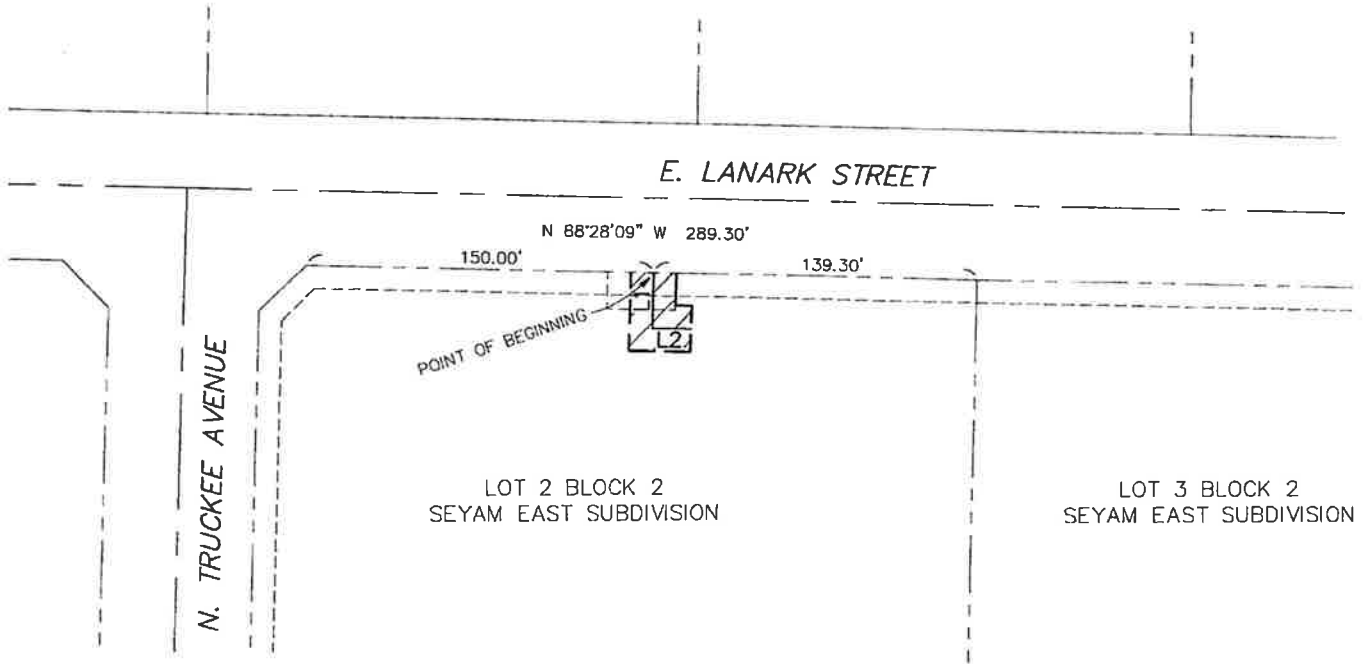 E. LANARK STREET
N 88°28'09" W 289.30'
150.00'
139.30'
POINT OF BEGINNING
L2
N. TRUCKEE AVENUE
LOT 2 BLOCK 2
SEYAM EAST SUBDIVISION
LOT 3 BLOCK 2
SEYAM EAST SUBDIVISION